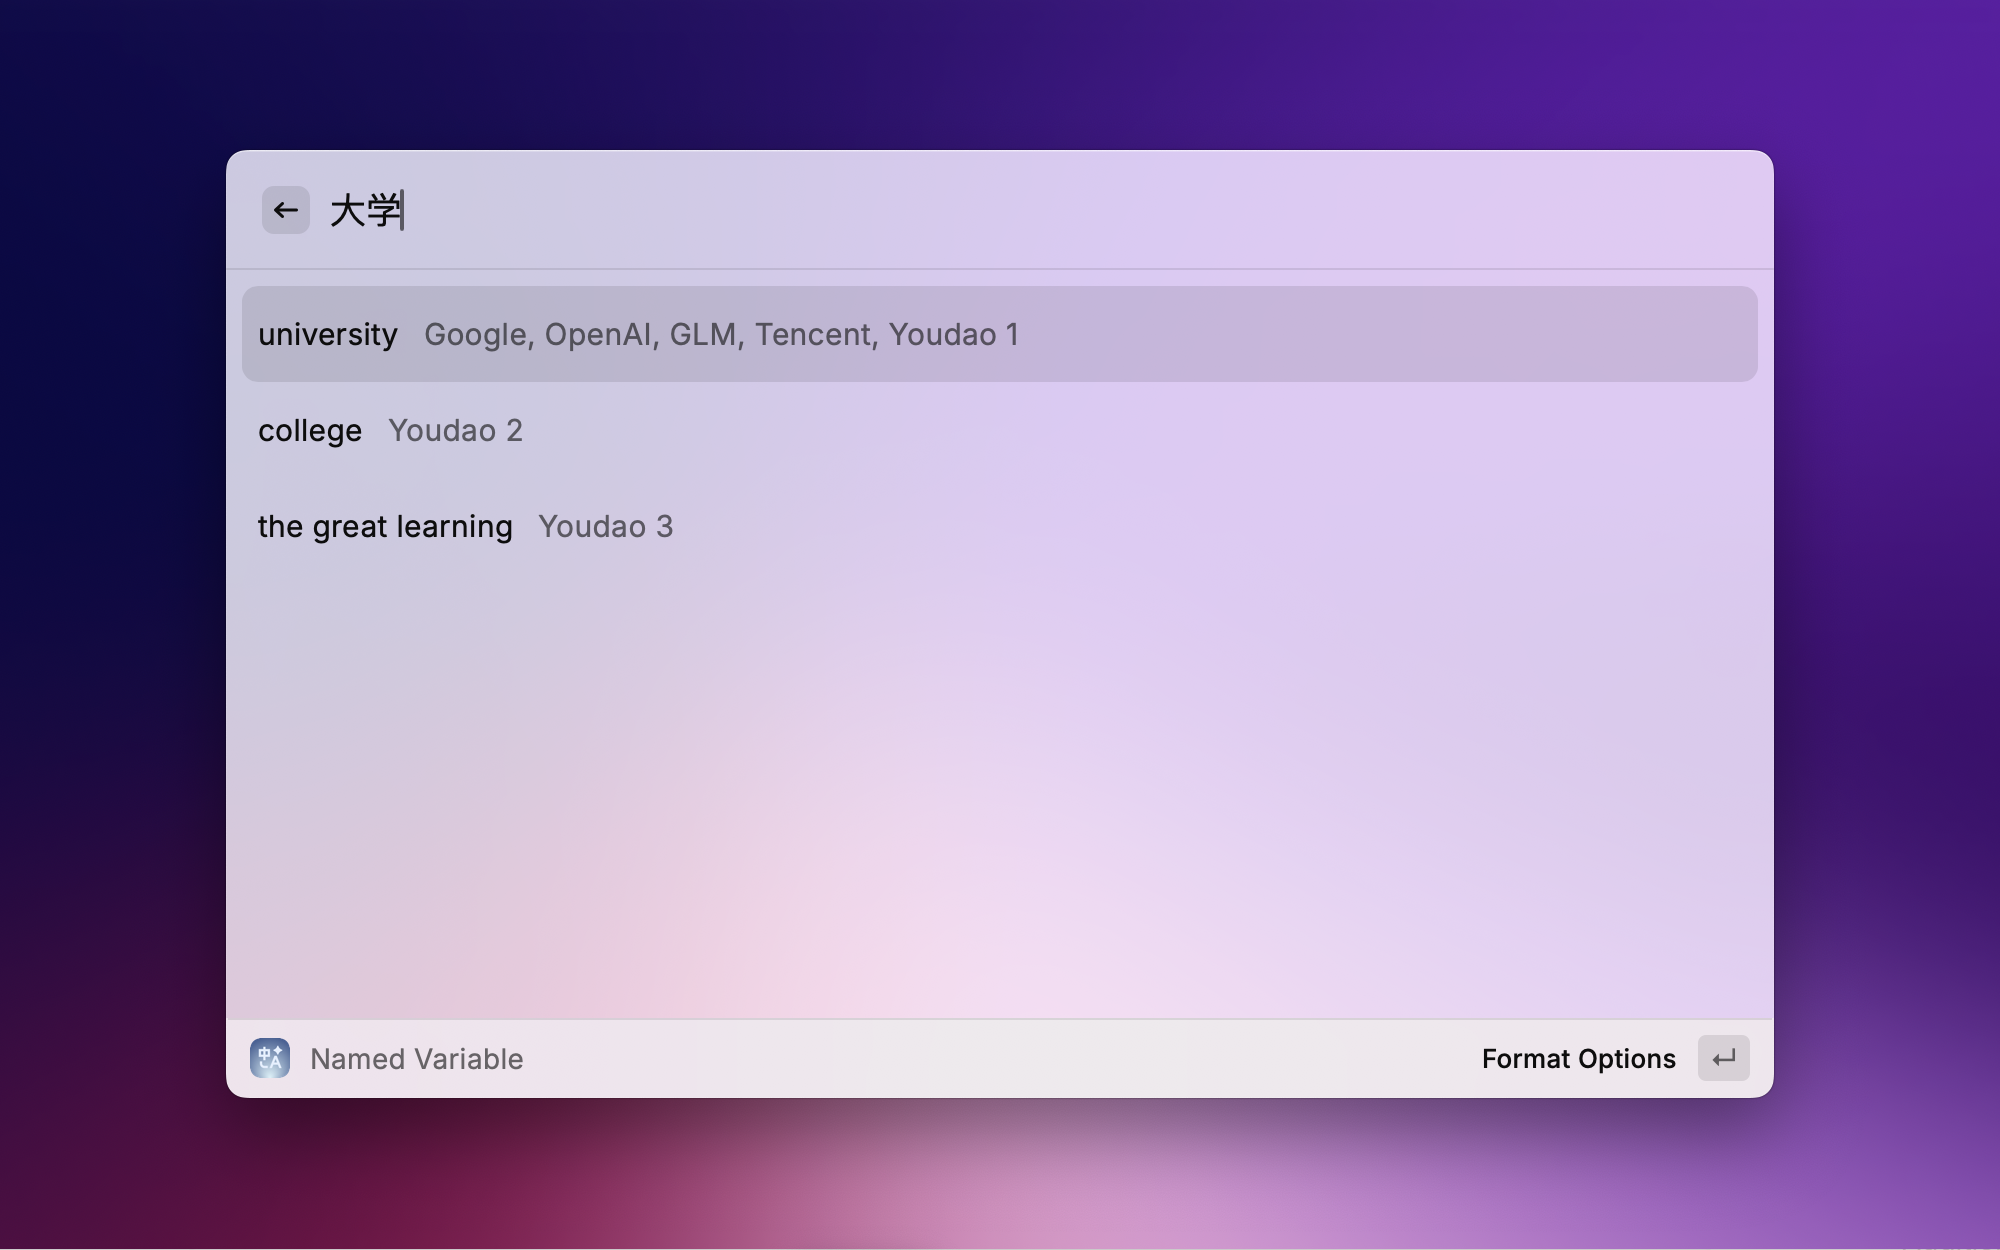 大学
university Google, OpenAI, GLM, Tencent, Youdao 1
college Youdao 2
the great learning Youdao 3
Named Variable Format Options